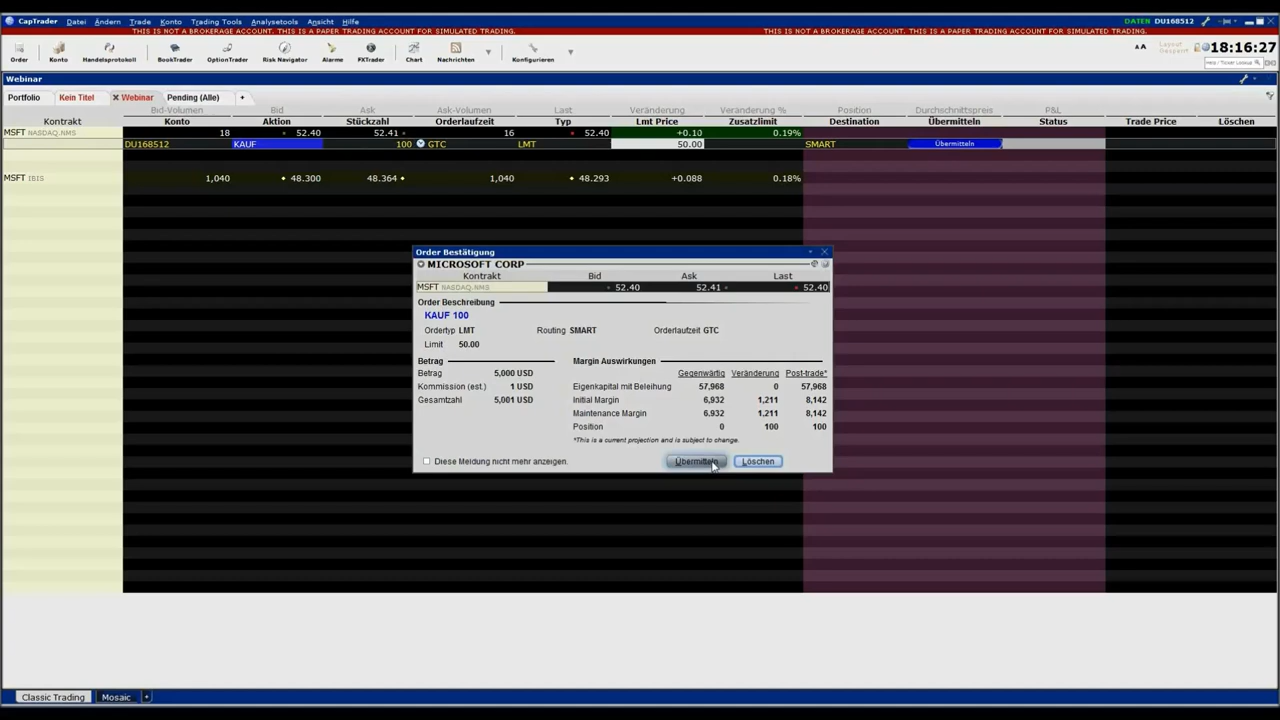 CapTrader Datei Ändern Trade Konto Trading Tools Analysetools Ansicht Hilfe DATEN DU168512
THIS IS NOT A BROKERAGE ACCOUNT. THIS IS A PAPER TRADING ACCOUNT FOR SIMULATED TRADING. THIS IS NOT A BROKERAGE ACCOUNT. THIS IS A PAPER TRADING ACCOUNT FOR SIMULATED TRADING.
AA 18:16:27
Order Konto Handelsprotokoll BookTrader OptionTrader Risk Navigator Alarme FXTrader Chart Nachrichten Konfigurieren
Webinar
Portfolio Kein Titel Webinar Pending (Alle) +
Bid-Volumen Bid Ask Ask-Volumen Last Veränderung Veränderung % Position Durchschnittspreis P&L
Kontrakt Konto Aktion Stückzahl Orderlaufzeit Typ Lmt Price Zusatzlimit Destination Übermitteln Status Trade Price Löschen
MSFT NASDAQ.NMS 18 52.40 52.41 16 52.40 +0.10 0.19%
DU168512 KAUF 100 GTC LMT 50.00 SMART Übermitteln
MSFT IBIS 1,040 48.300 48.364 1,040 48.293 +0.088 0.18%
Order Bestätigung
MICROSOFT CORP
Kontrakt Bid Ask Last
MSFT NASDAQ.NMS 52.40 52.41 52.40
Order Beschreibung
KAUF 100
Ordertyp LMT Routing SMART Orderlaufzeit GTC
Limit 50.00
Betrag Margin Auswirkungen
Betrag 5,000 USD Gegenwärtig Veränderung Post-trade*
Kommission (est.) 1 USD Eigenkapital mit Beleihung 57,968 0 57,968
Gesamtzahl 5,001 USD Initial Margin 6,932 1,211 8,142
Maintenance Margin 6,932 1,211 8,142
Position 0 100 100
*This is a current projection and is subject to change.
Diese Meldung nicht mehr anzeigen. Übermitteln Löschen
Classic Trading Mosaic +